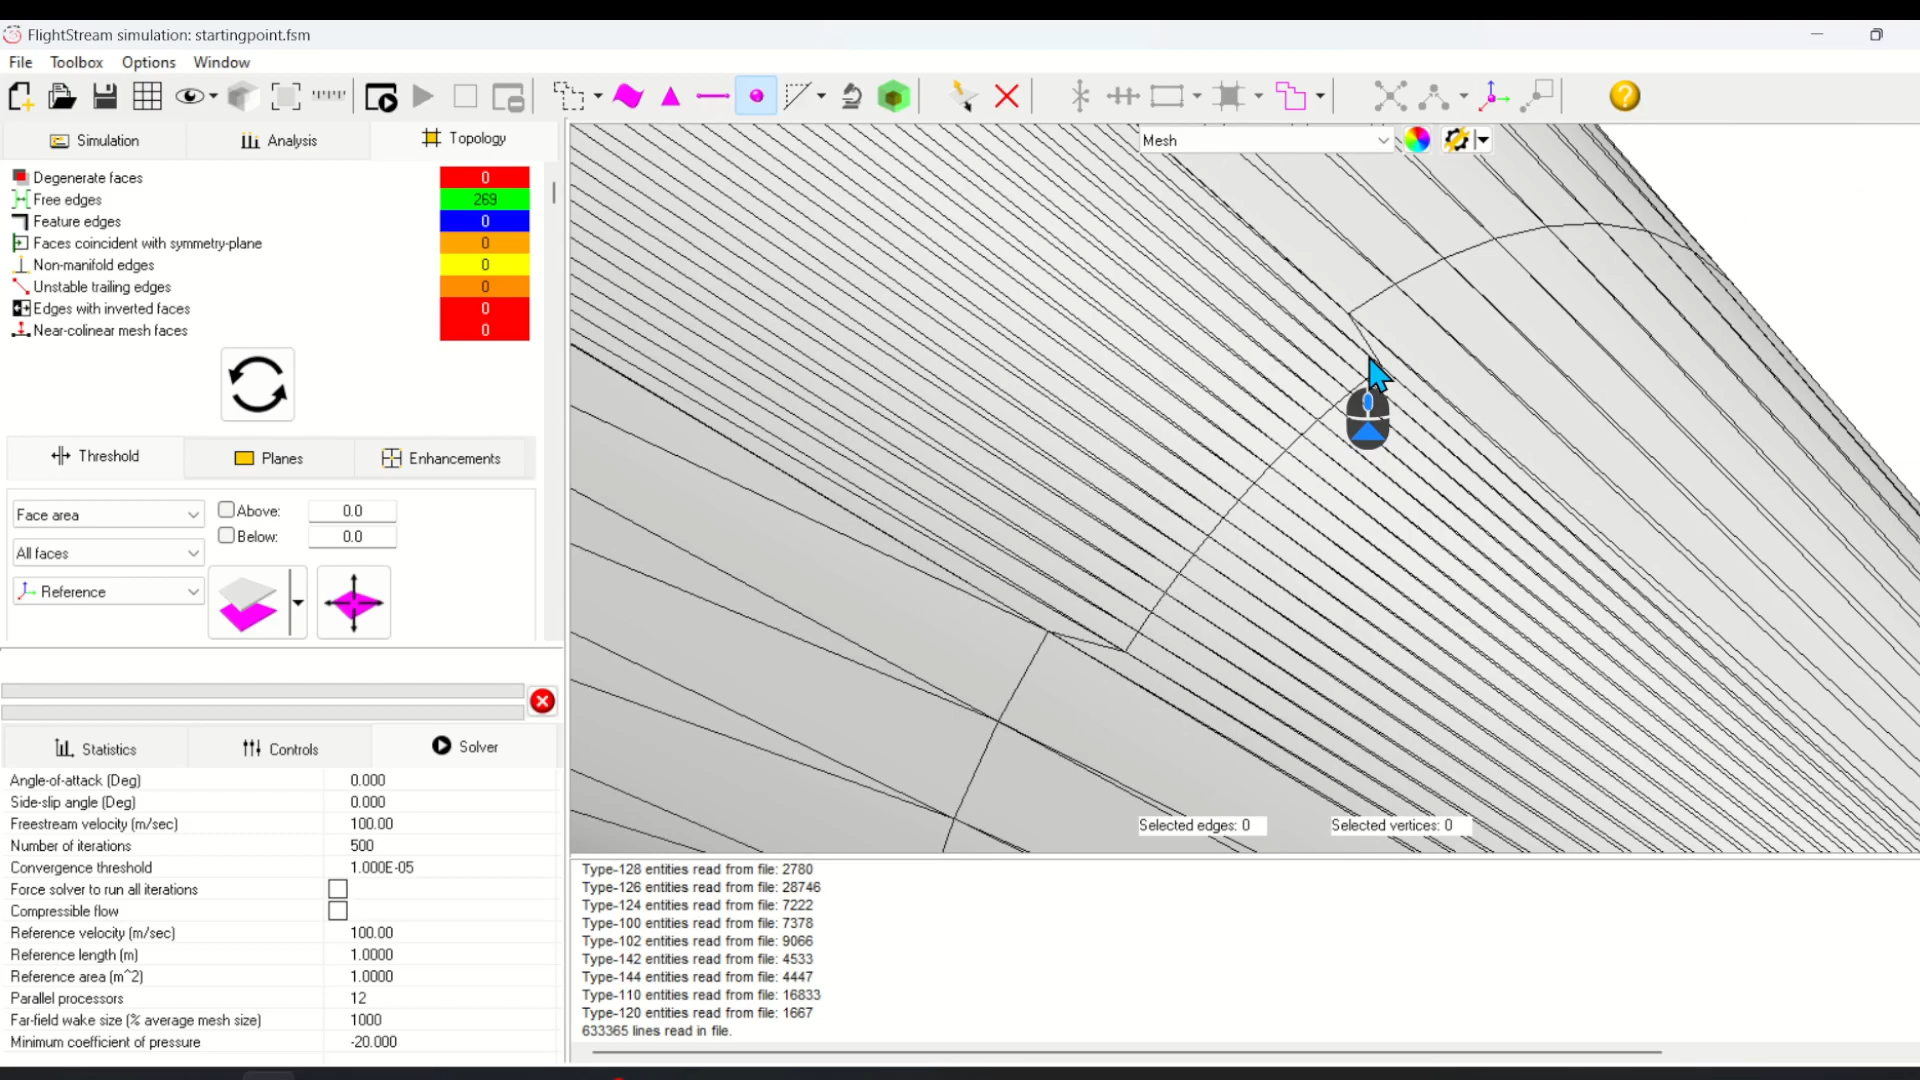 FlightStream simulation: startingpoint.fsm
File Toolbox Options Window
Simulation Analysis Topology
Mesh
Degenerate faces 0
Free edges 269
Feature edges 0
Faces coincident with symmetry-plane 0
Non-manifold edges 0
Unstable trailing edges 0
Edges with inverted faces 0
Near-colinear mesh faces 0
Threshold Planes Enhancements
Face area Above: 0.0
Below: 0.0
All faces
Reference
Statistics Controls Solver
Angle-of-attack (Deg) 0.000
Side-slip angle (Deg) 0.000
Freestream velocity (m/sec) 100.00
Number of iterations 500
Convergence threshold 1.000E-05
Force solver to run all iterations
Compressible flow
Reference velocity (m/sec) 100.00
Reference length (m) 1.0000
Reference area (m^2) 1.0000
Parallel processors 12
Far-field wake size (% average mesh size) 1000
Minimum coefficient of pressure -20.000
Selected edges: 0 Selected vertices: 0
Type-128 entities read from file: 2780
Type-126 entities read from file: 28746
Type-124 entities read from file: 7222
Type-100 entities read from file: 7378
Type-102 entities read from file: 9066
Type-142 entities read from file: 4533
Type-144 entities read from file: 4447
Type-110 entities read from file: 16833
Type-120 entities read from file: 1667
633365 lines read in file.